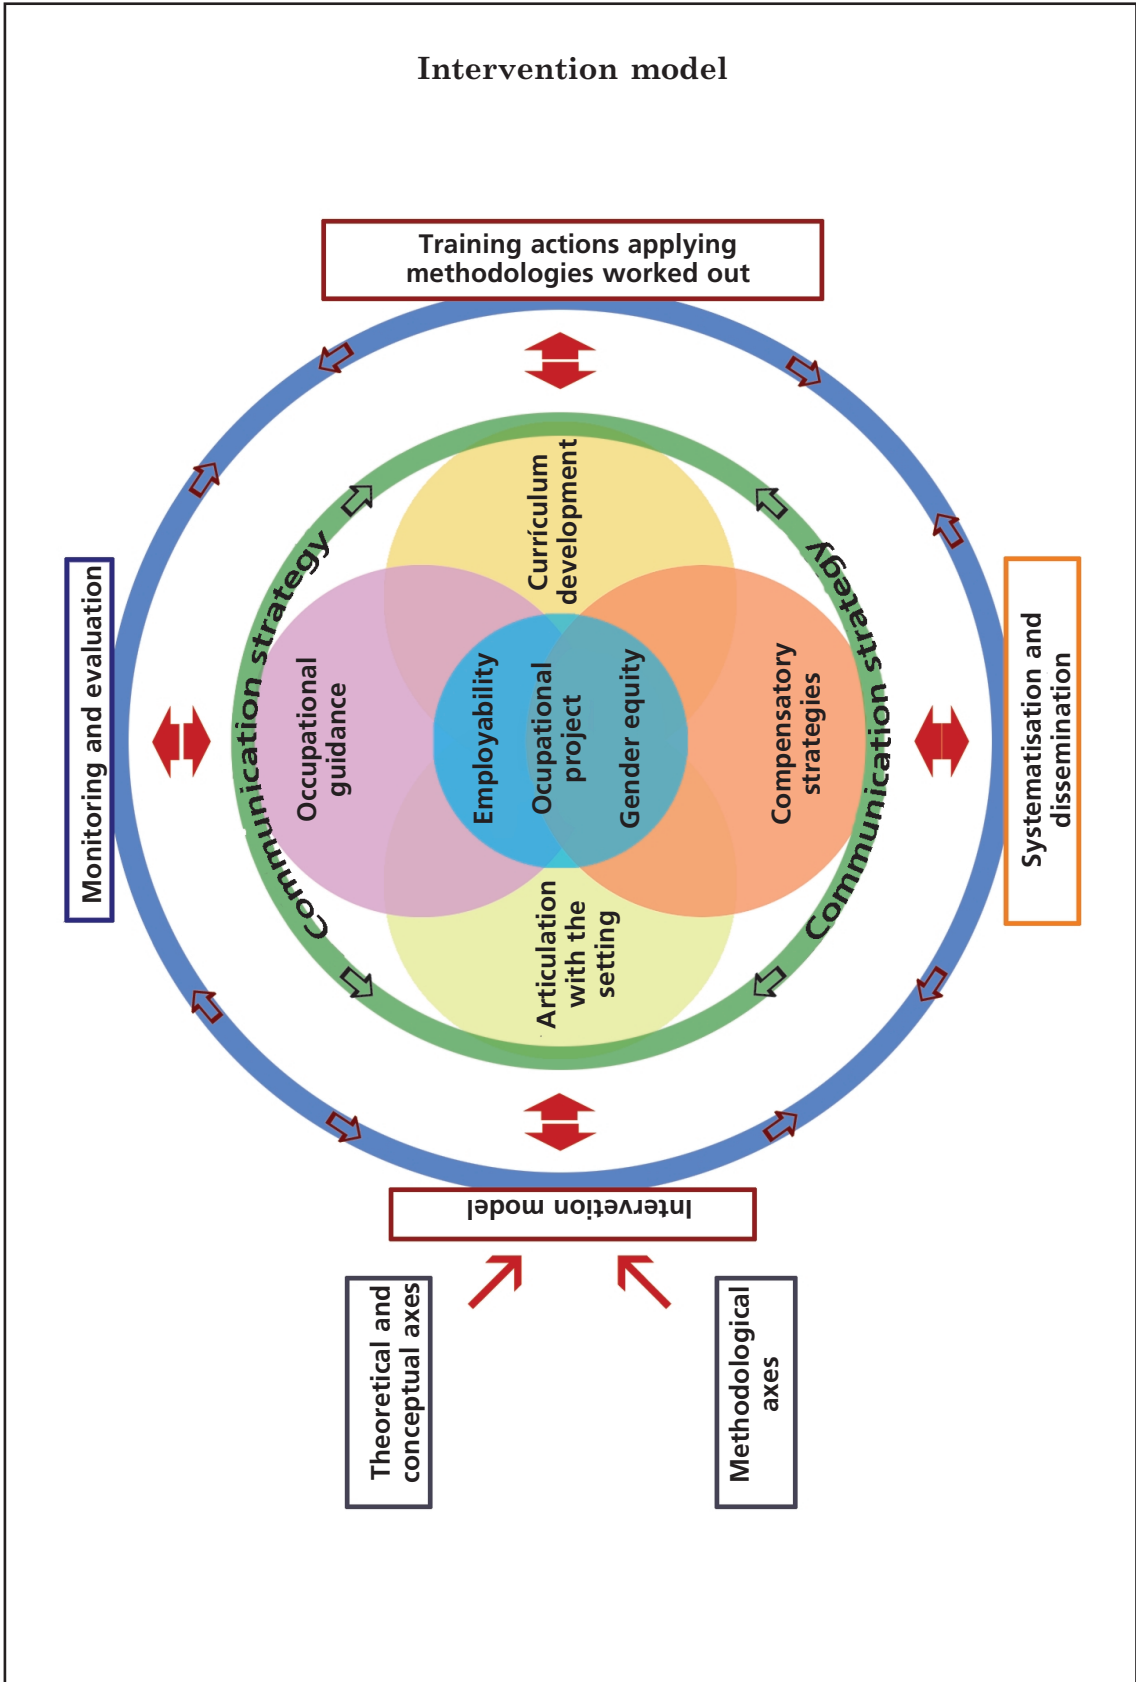 Intervention model
Training actions applying
methodologies worked out
Monitoring and evaluation
Communication strategy
Occupational
guidance
Currículum
development
Employability
Ocupational
project
Gender equity
Articulation
with the
setting
Compensatory
strategies
Communication strategy
Systematisation and
dissemination
Intervetion model
Theoretical and
conceptual axes
Methodological
axes